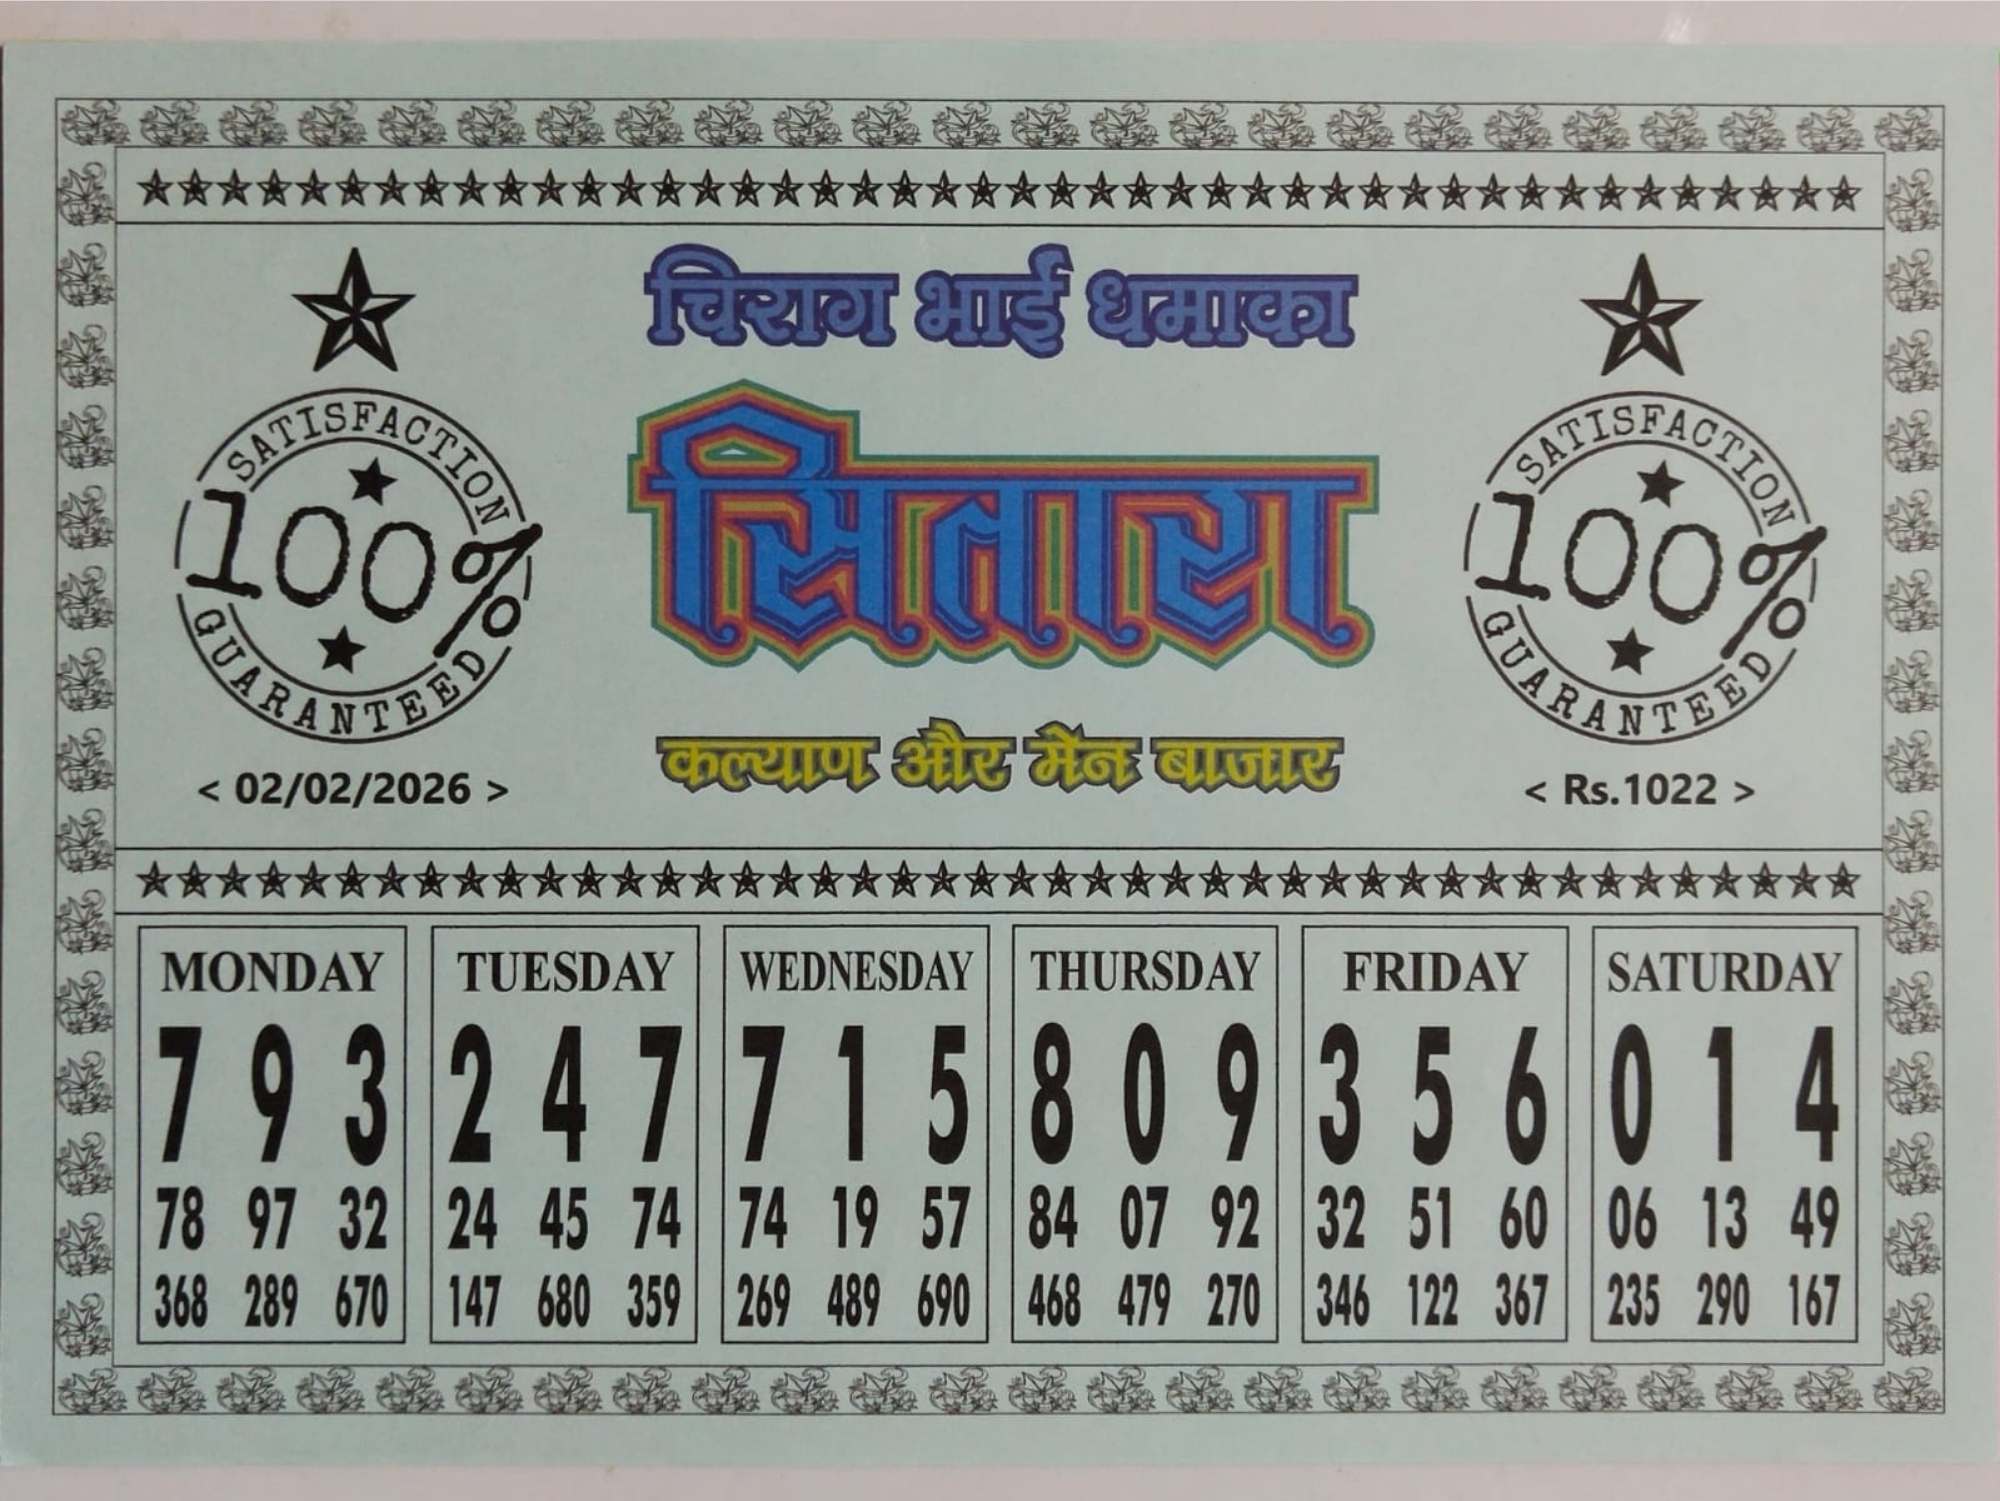 चिराग भाई धमाका
SATISFACTION
100%
GUARANTEED
सितारा
SATISFACTION
100%
GUARANTEED
कल्याण और मेन बाजार
< 02/02/2026 >
< Rs.1022 >
MONDAY
7 9 3
78 97 32
368 289 670
TUESDAY
2 4 7
24 45 74
147 680 359
WEDNESDAY
7 1 5
74 19 57
269 489 690
THURSDAY
8 0 9
84 07 92
468 479 270
FRIDAY
3 5 6
32 51 60
346 122 367
SATURDAY
0 1 4
06 13 49
235 290 167